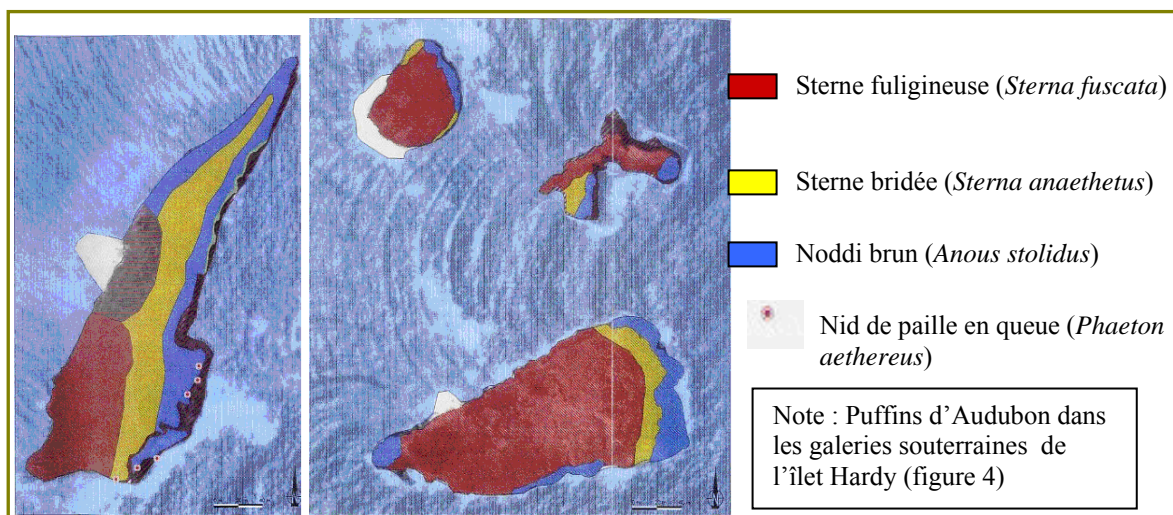 Sterne fuligineuse (Sterna fuscata)
Sterne bridée (Sterna anaethetus)
Noddi brun (Anous stolidus)
Nid de paille en queue (Phaeton
aethereus)
Note : Puffins d’Audubon dans
les galeries souterraines de
l’îlet Hardy (figure 4)